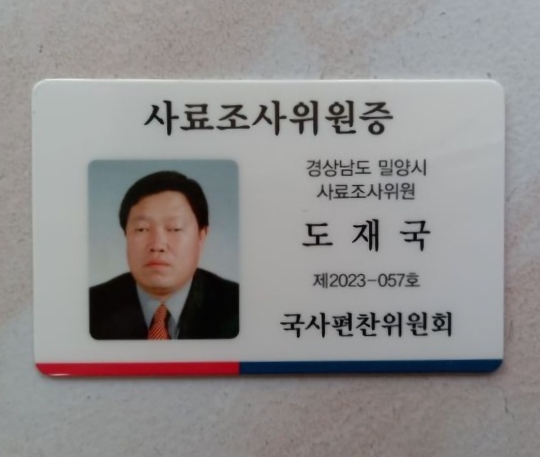 사료조사위원증
경상남도 밀양시
사료조사위원
도 재 국
제2023-057호
국사편찬위원회